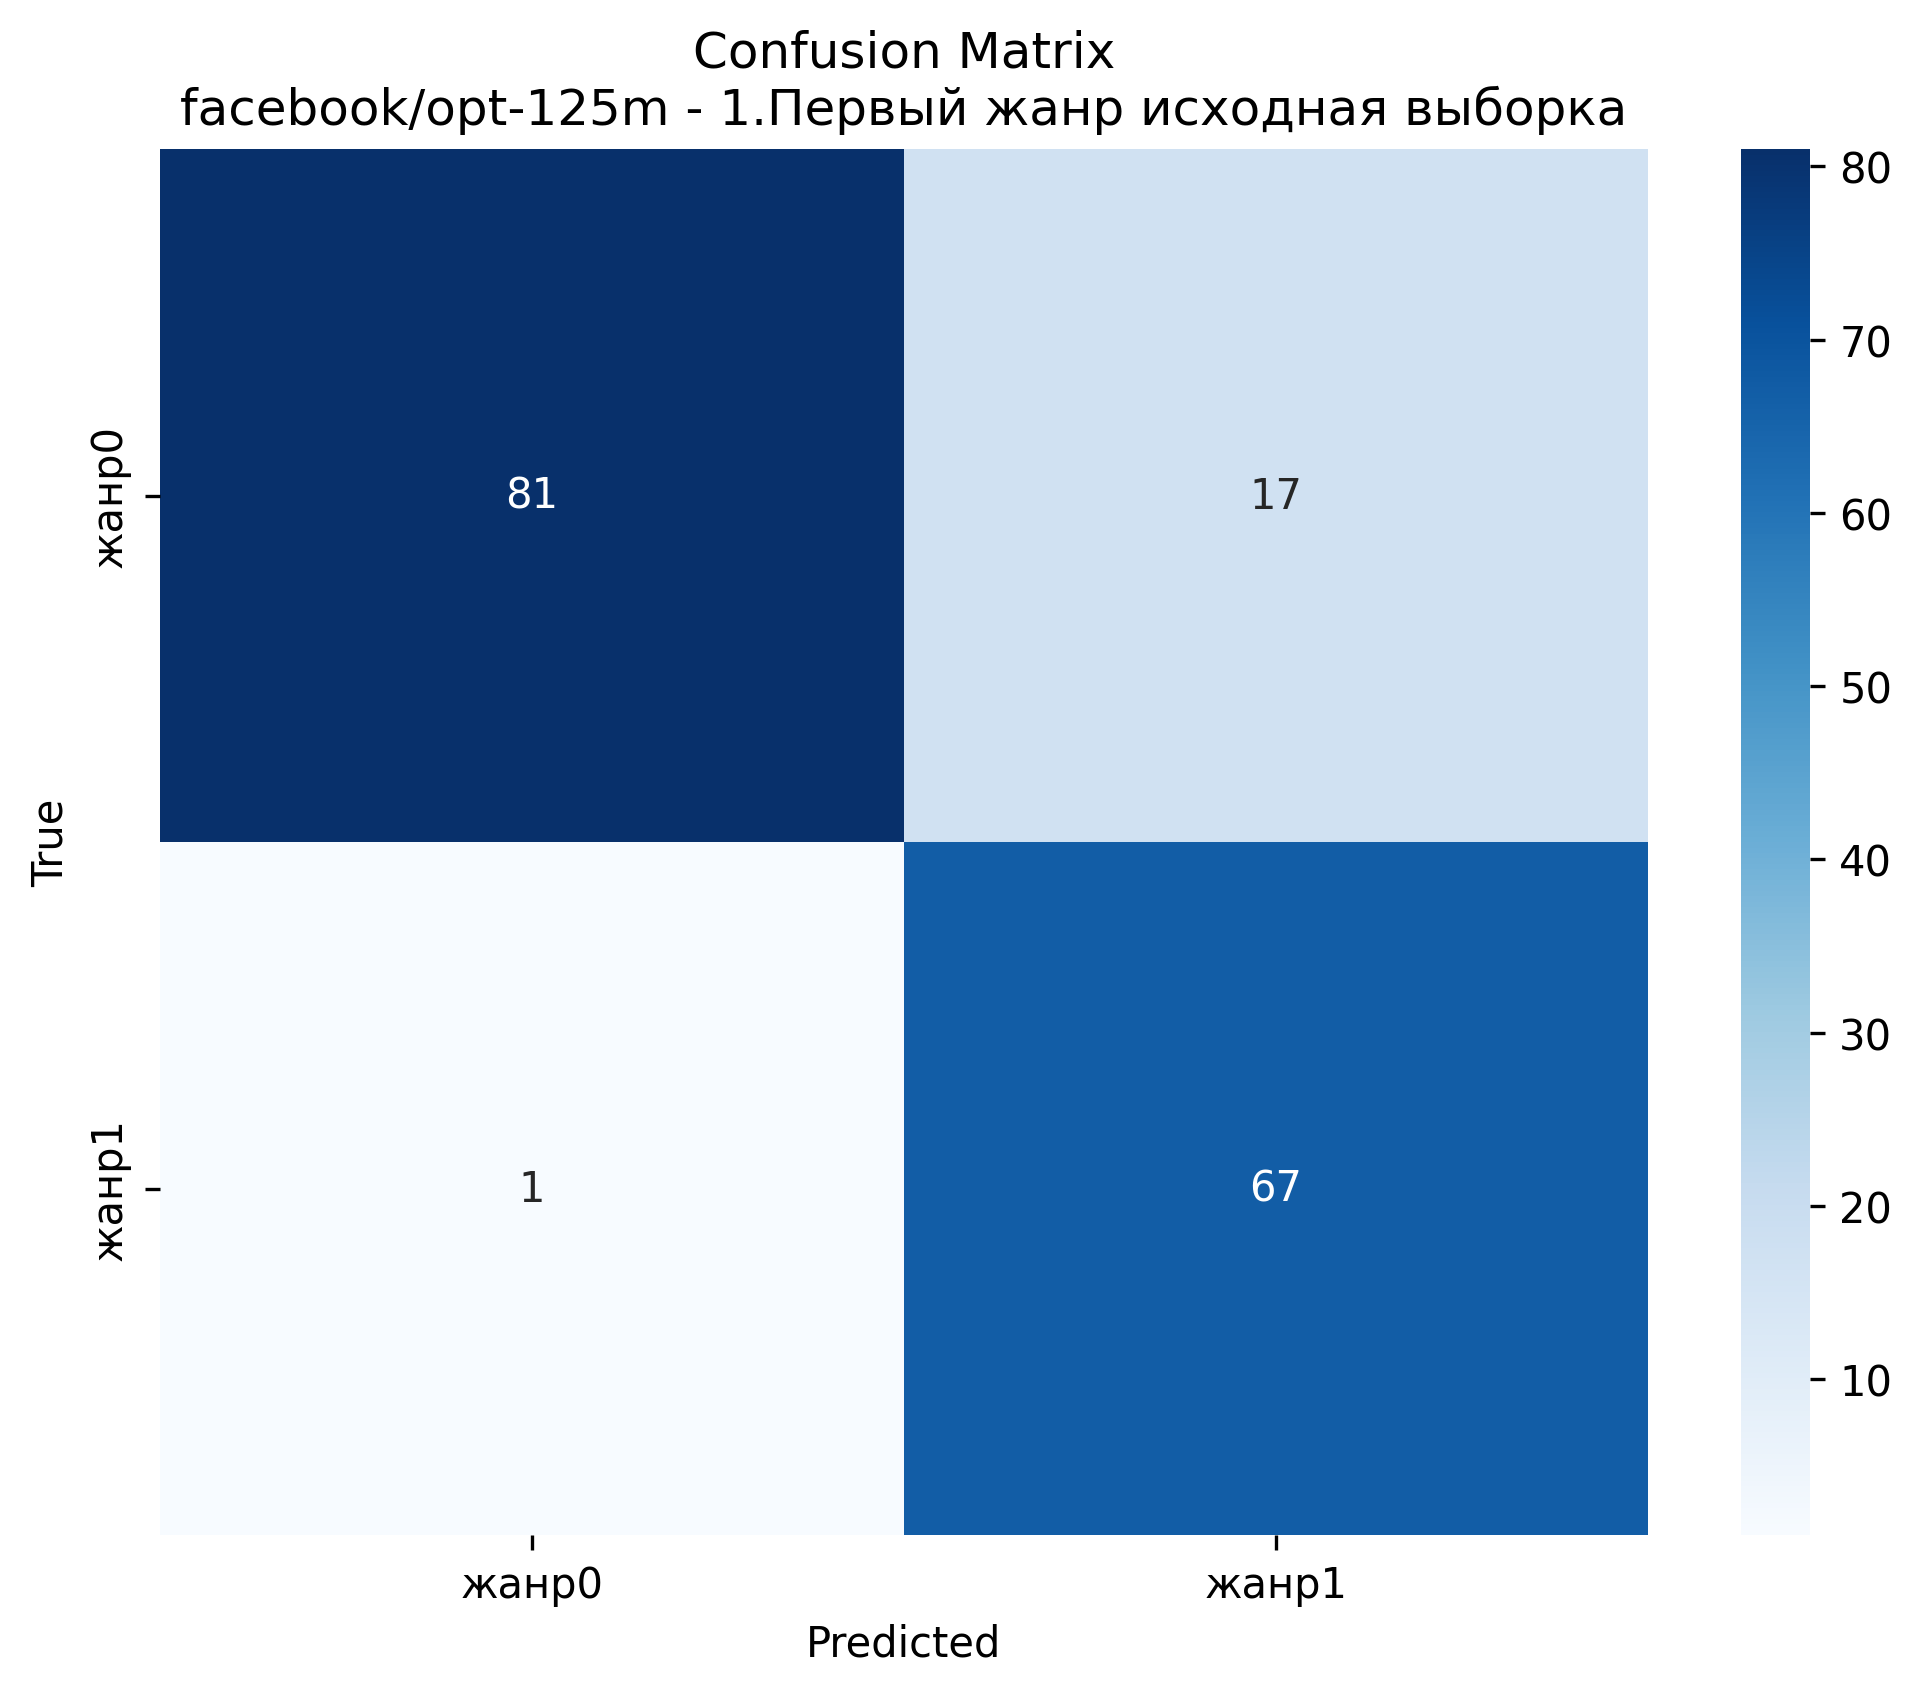 Confusion Matrix
facebook/opt-125m - 1.Первый жанр исходная выборка
True
жанр0
жанр1
81
17
1
67
жанр0
жанр1
Predicted
80
70
60
50
40
30
20
10